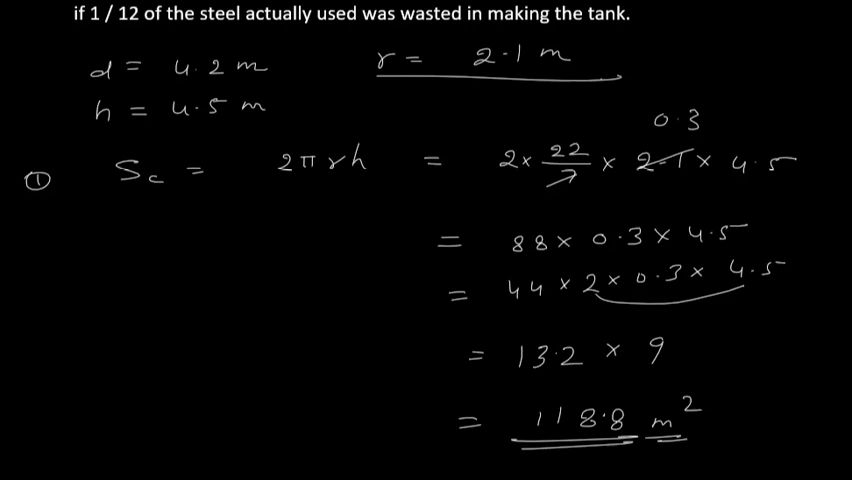 if 1 / 12 of the steel actually used was wasted in making the tank.
d = 4.2 m r = 2.1 m
h = 4.5 m
0.3
① Sc = 2πrh = 2 × 22/7 × 2.1 × 4.5
= 88 × 0.3 × 4.5
= 44 × 2 × 0.3 × 4.5
= 13.2 × 9
= 118.8 m²